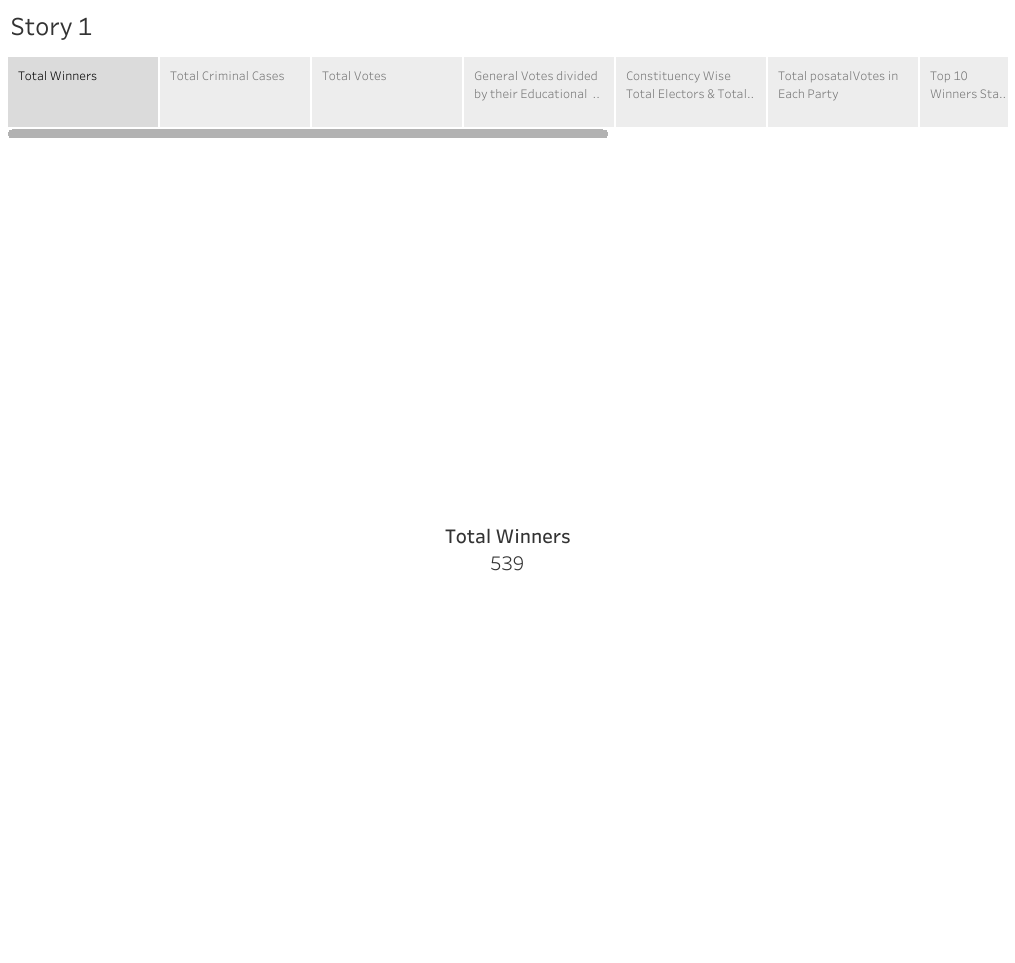 Story 1
Total Winners
Total Criminal Cases
Total Votes
General Votes divided
by their Educational ..
Constituency Wise
Total Electors & Total..
Total posatalVotes in
Each Party
Top 10
Winners Sta..
Total Winners
539